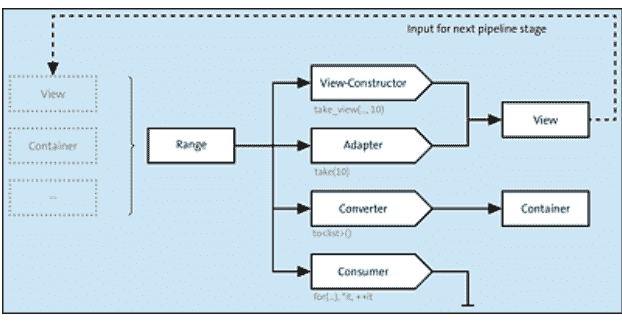 Input for next pipeline stage
View
Container
...
Range
View-Constructor
take_view(.., 10)
Adapter
take(10)
View
Converter
to<list>()
Container
Consumer
for(..), *it, ++it